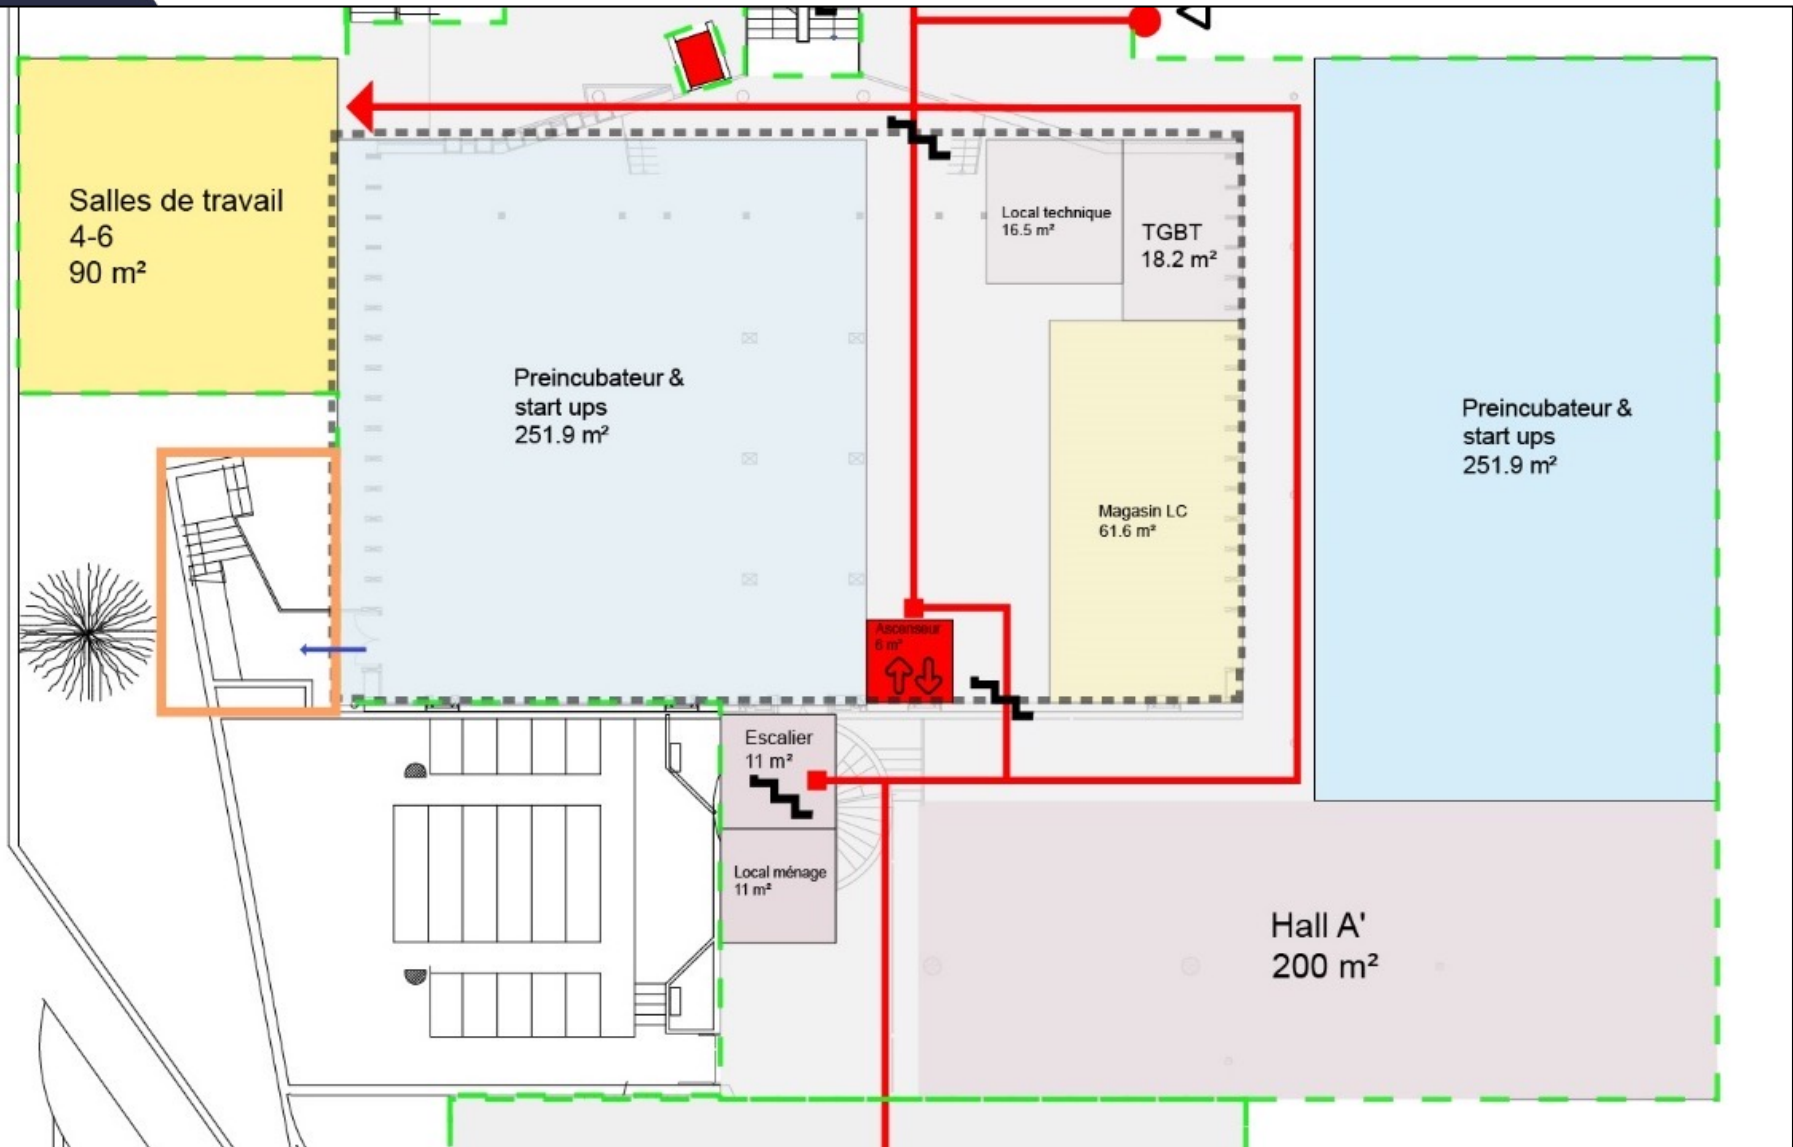 Salles de travail
4-6
90 m²
Preincubateur &
start ups
251.9 m²
Local technique
16.5 m²
TGBT
18.2 m²
Magasin LC
61.6 m²
Preincubateur &
start ups
251.9 m²
Ascenseur
6 m²
Escalier
11 m²
Local ménage
11 m²
Hall A'
200 m²